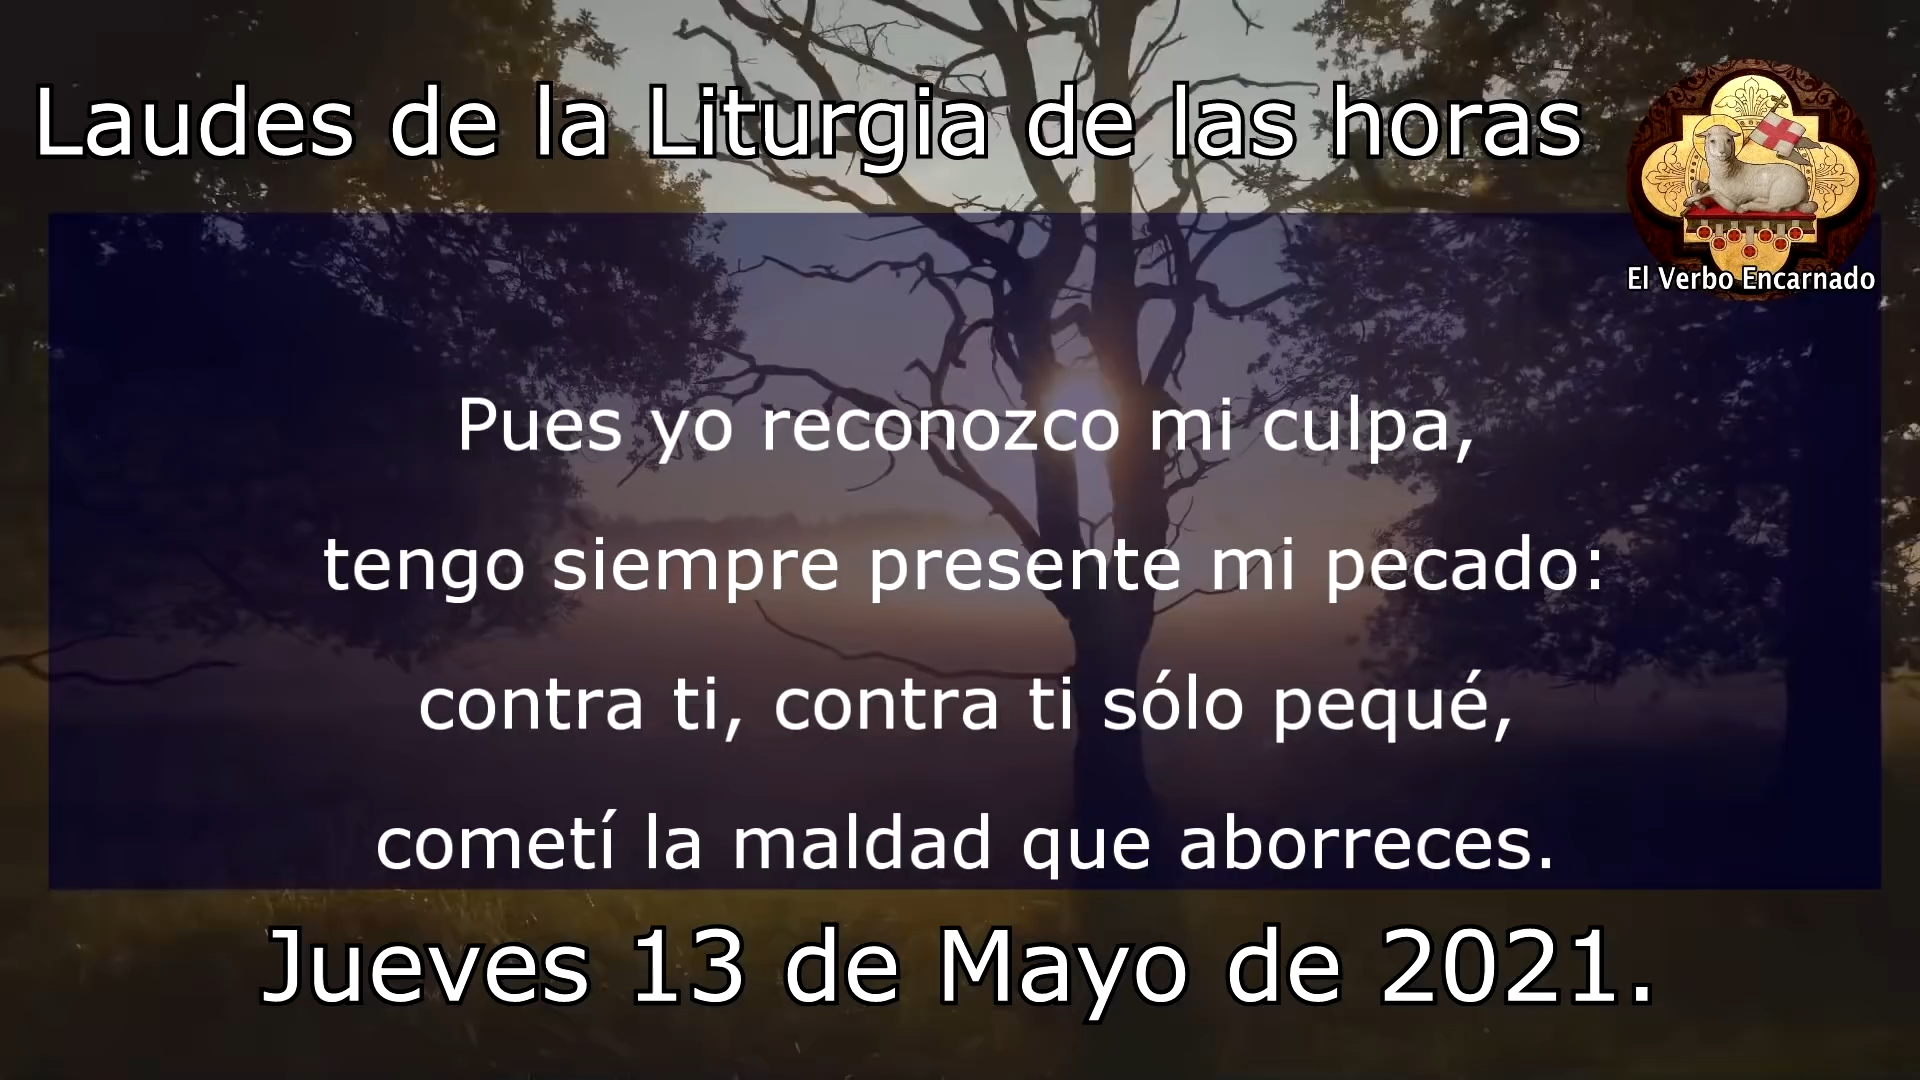 Laudes de la Liturgia de las horas
El Verbo Encarnado
Pues yo reconozco mi culpa,
tengo siempre presente mi pecado:
contra ti, contra ti sólo pequé,
cometí la maldad que aborreces.
Jueves 13 de Mayo de 2021.